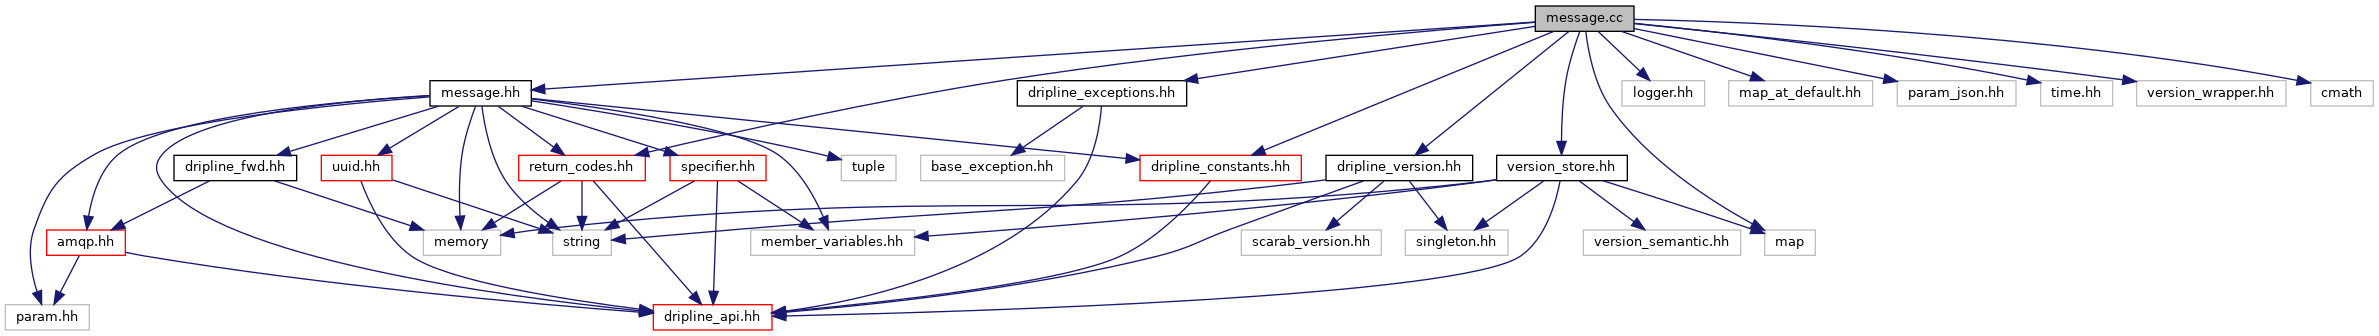 message.cc
message.hh
dripline_exceptions.hh
logger.hh
map_at_default.hh
param_json.hh
time.hh
version_wrapper.hh
cmath
dripline_fwd.hh
uuid.hh
return_codes.hh
specifier.hh
tuple
base_exception.hh
dripline_constants.hh
dripline_version.hh
version_store.hh
amqp.hh
memory
string
member_variables.hh
scarab_version.hh
singleton.hh
version_semantic.hh
map
param.hh
dripline_api.hh